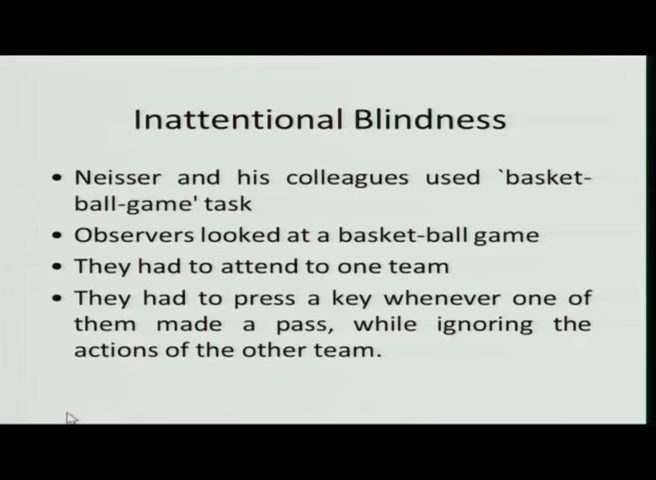 Inattentional Blindness
• Neisser and his colleagues used `basket-
ball-game' task
• Observers looked at a basket-ball game
• They had to attend to one team
• They had to press a key whenever one of
them made a pass, while ignoring the
actions of the other team.